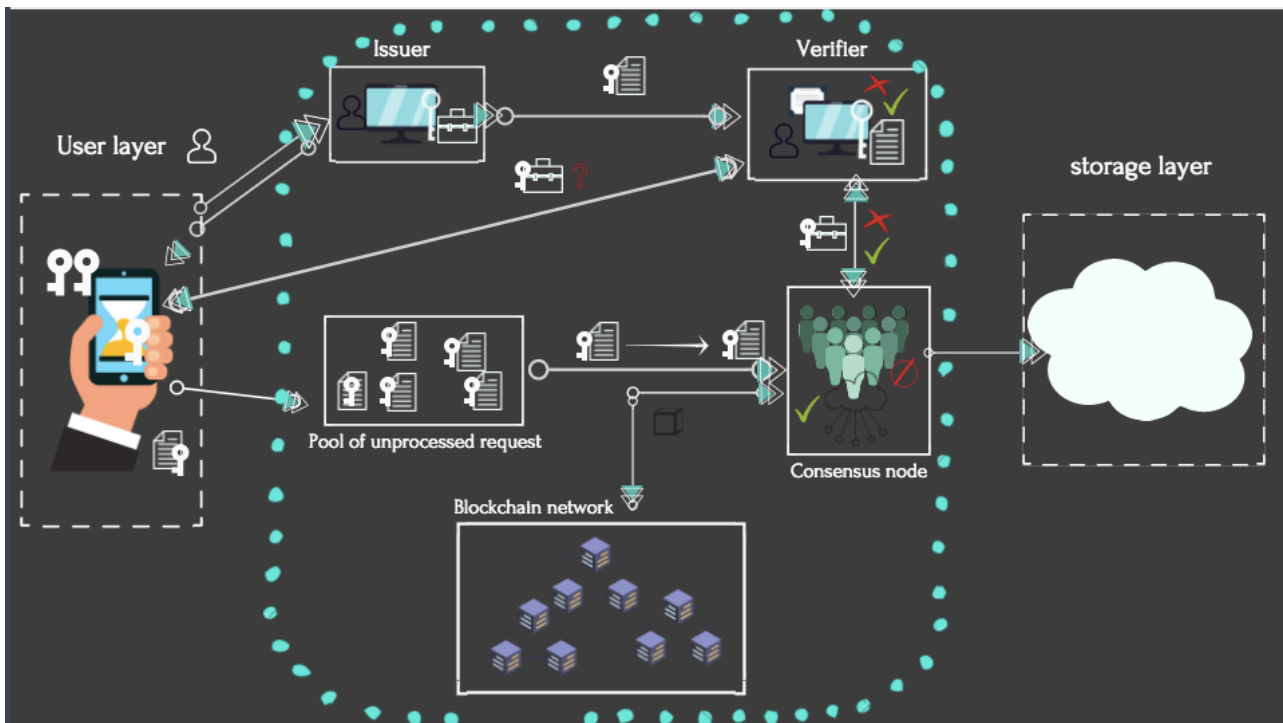 Issuer
Verifier
User layer
storage layer
?
Pool of unprocessed request
Consensus node
Blockchain network